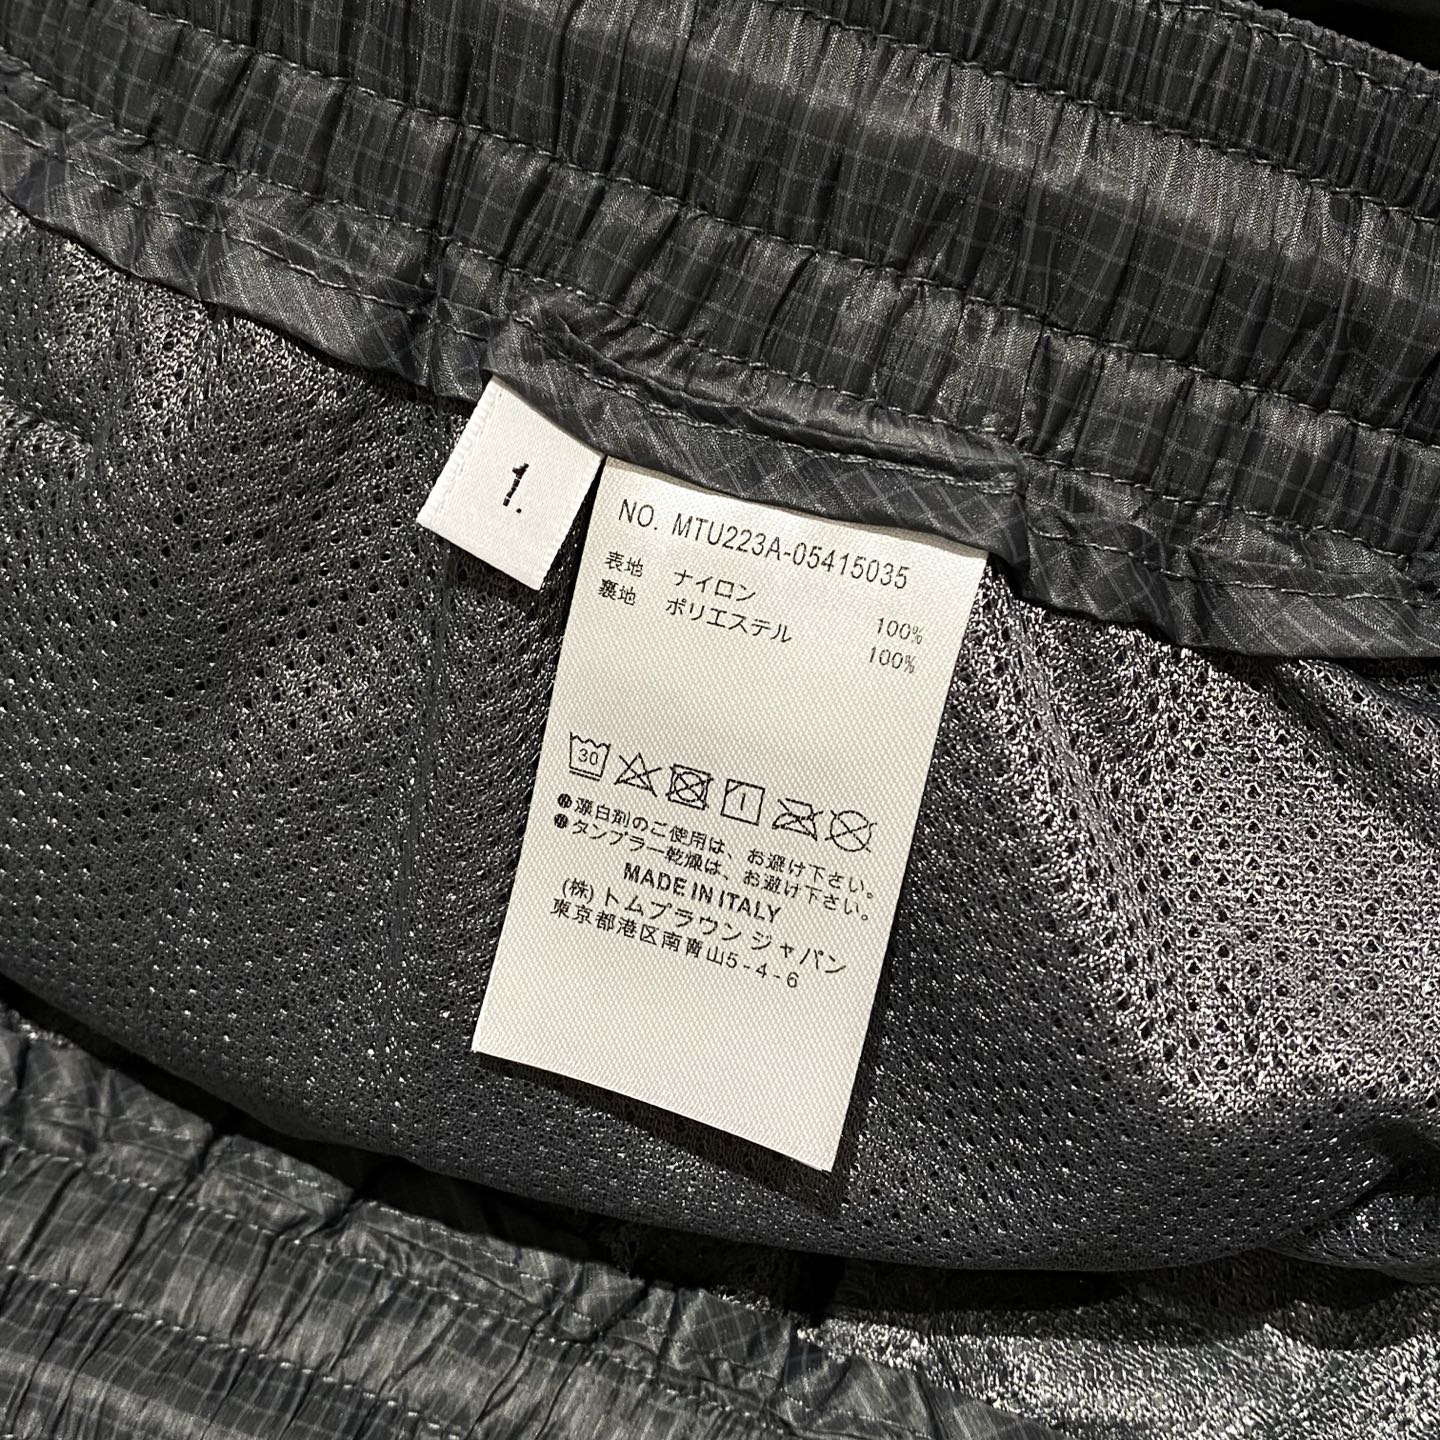 1.
NO. MTU223A-05415035
表地 ナイロン 100%
裏地 ポリエステル 100%
30
●漂白剤のご使用は、お避け下さい。
●タンブラー乾燥は、お避け下さい。
MADE IN ITALY
(株)トムブラウン ジャパン
東京都港区南青山5-4-6